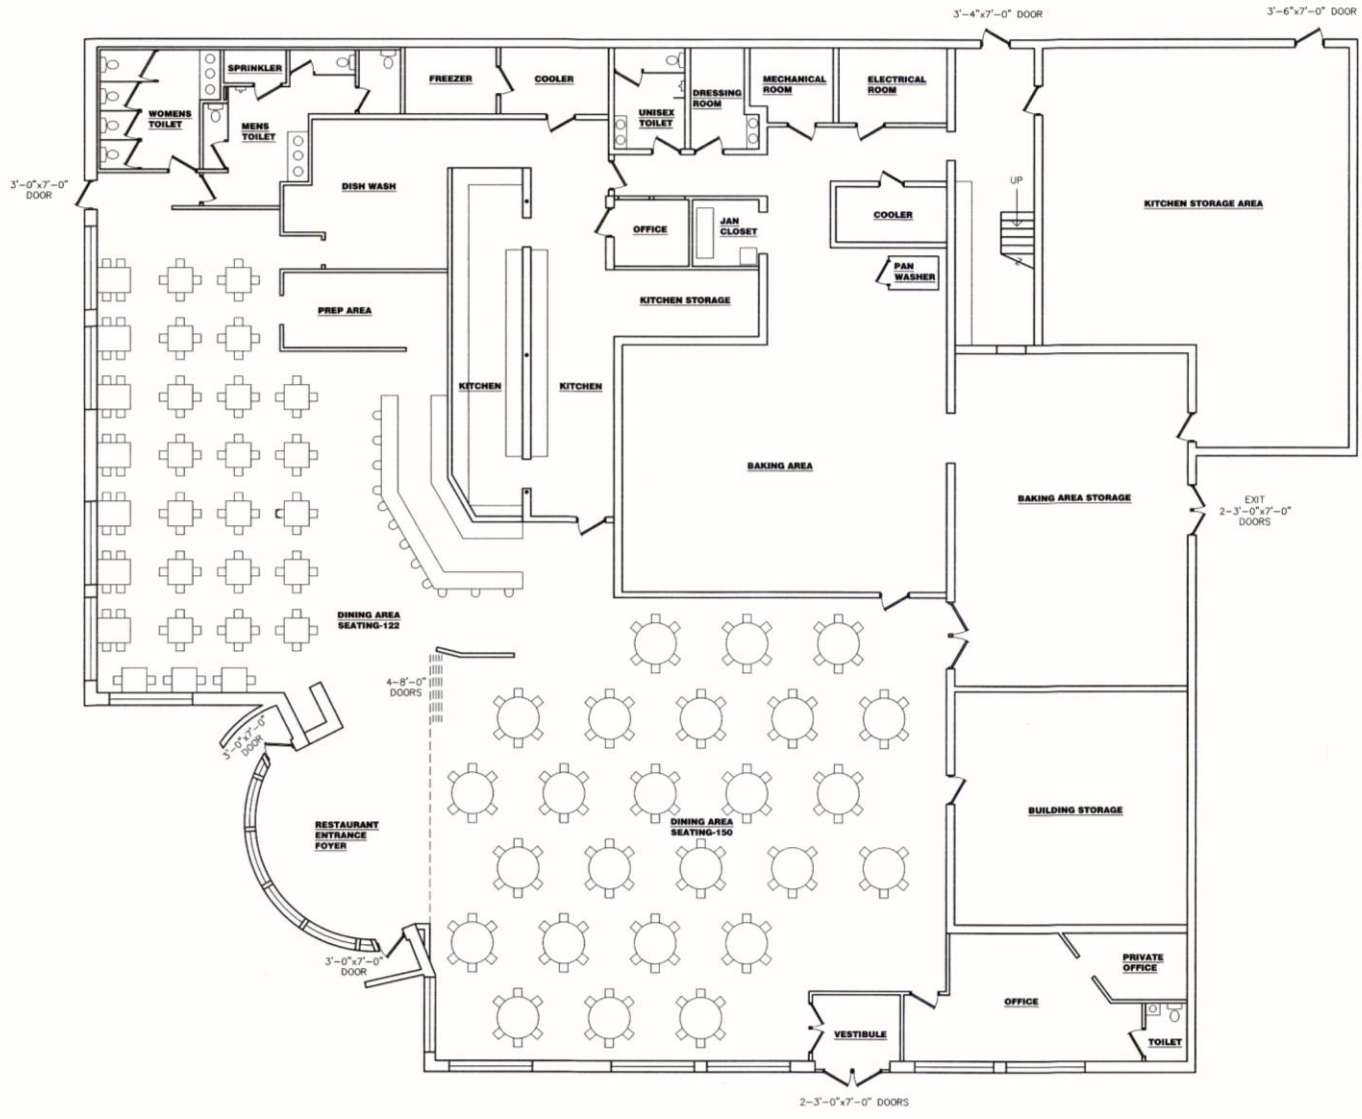 3'-4"x7'-0" DOOR
3'-6"x7'-0" DOOR
SPRINKLER
FREEZER
COOLER
MECHANICAL
ROOM
ELECTRICAL
ROOM
DRESSING
ROOM
WOMENS
TOILET
MENS
TOILET
UNISEX
TOILET
3'-0"x7'-0"
DOOR
DISH WASH
UP
KITCHEN STORAGE AREA
COOLER
OFFICE
JAN
CLOSET
PAN
WASHER
PREP AREA
KITCHEN STORAGE
KITCHEN
KITCHEN
BAKING AREA
BAKING AREA STORAGE
EXIT
2-3'-0"x7'-0"
DOORS
DINING AREA
SEATING-122
4-8'-0"
DOORS
3'-0"x7'-0"
DOOR
RESTAURANT
ENTRANCE
FOYER
DINING AREA
SEATING-150
BUILDING STORAGE
3'-0"x7'-0"
DOOR
PRIVATE
OFFICE
OFFICE
VESTIBULE
TOILET
2-3'-0"x7'-0" DOORS